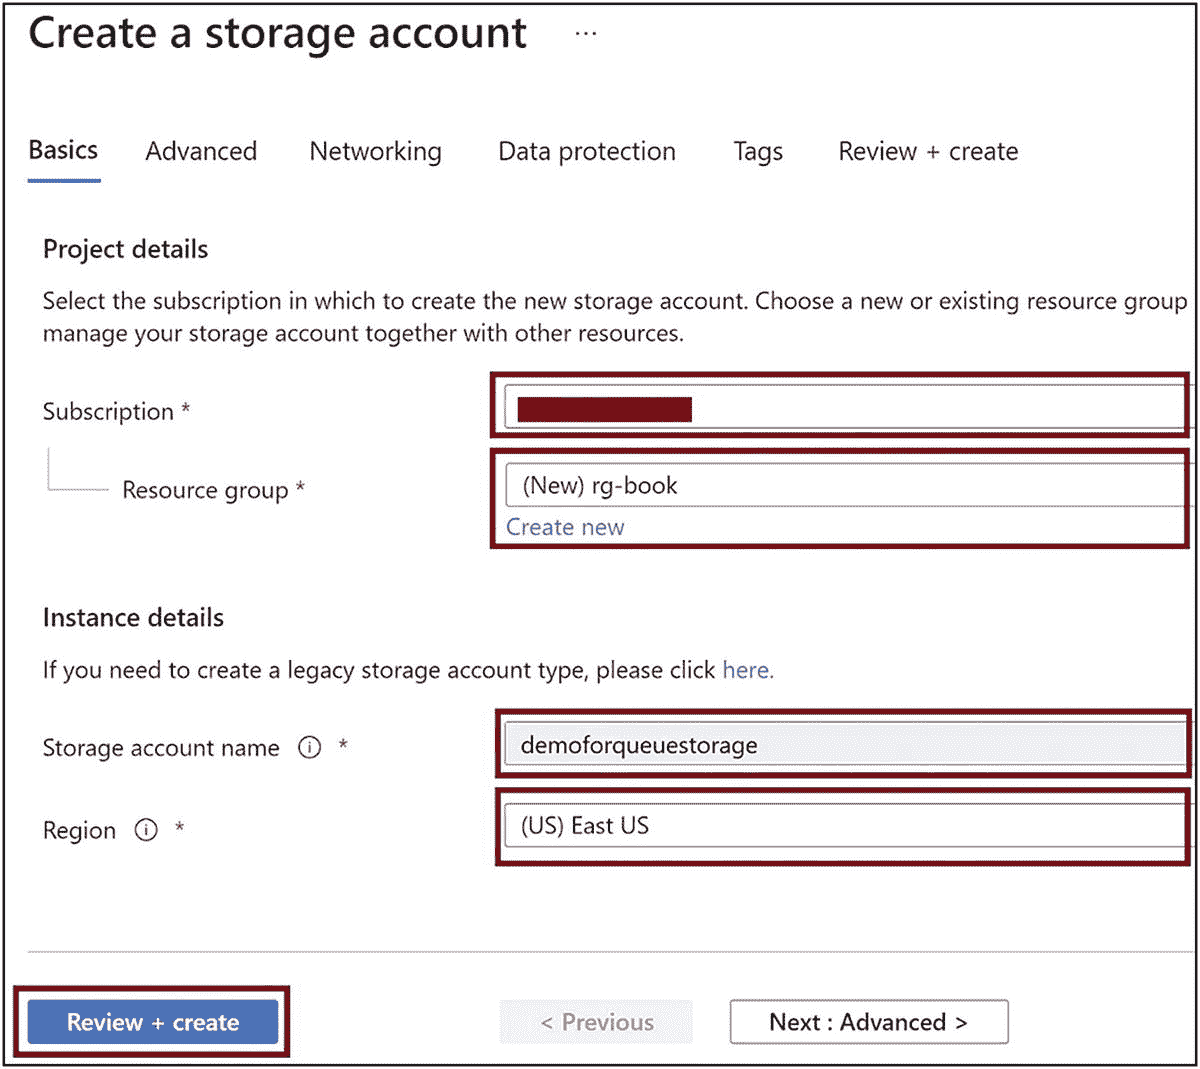 Create a storage account ...
Basics Advanced Networking Data protection Tags Review + create
Project details
Select the subscription in which to create the new storage account. Choose a new or existing resource group
manage your storage account together with other resources.
Subscription *
Resource group * (New) rg-book
Create new
Instance details
If you need to create a legacy storage account type, please click here.
Storage account name ⓘ * demoforqueuestorage
Region ⓘ * (US) East US
Review + create < Previous Next : Advanced >